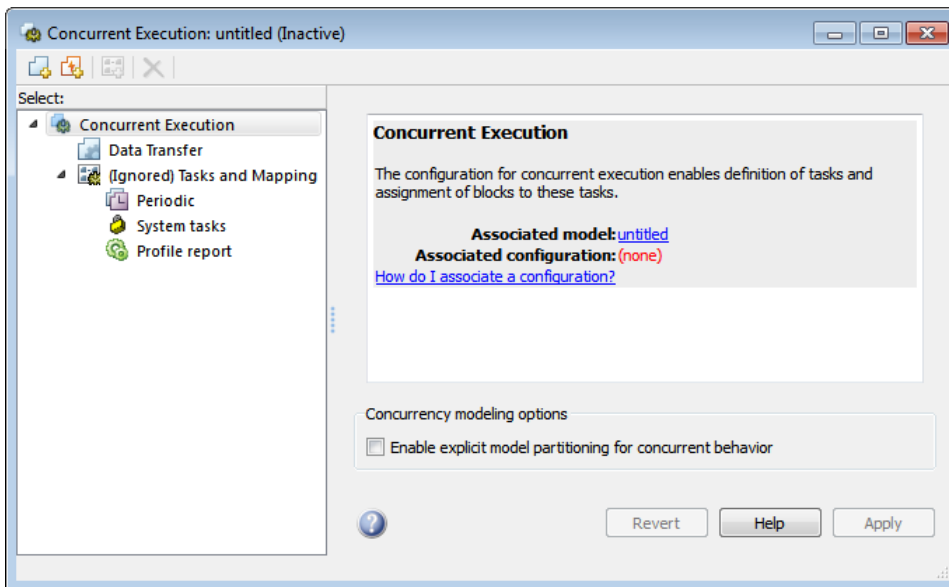 Concurrent Execution: untitled (Inactive)
Select:
Concurrent Execution
Data Transfer
(Ignored) Tasks and Mapping
Periodic
System tasks
Profile report
Concurrent Execution
The configuration for concurrent execution enables definition of tasks and
assignment of blocks to these tasks.
Associated model: untitled
Associated configuration: (none)
How do I associate a configuration?
Concurrency modeling options
Enable explicit model partitioning for concurrent behavior
Revert Help Apply